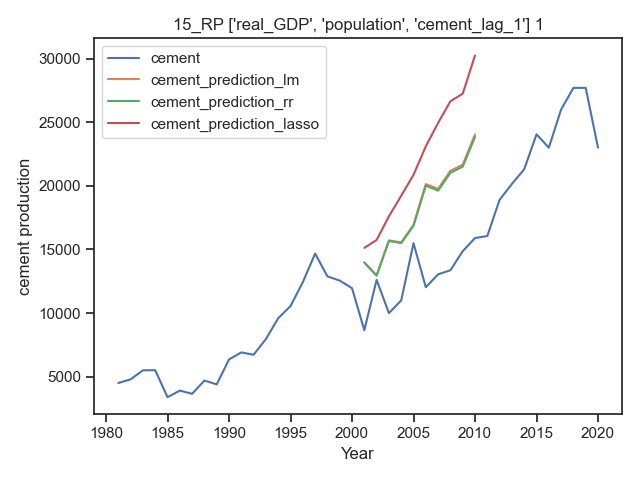 15_RP ['real_GDP', 'population', 'cement_lag_1'] 1
cement
cement_prediction_lm
cement_prediction_rr
cement_prediction_lasso
30000
25000
20000
15000
10000
5000
cement production
1980 1985 1990 1995 2000 2005 2010 2015 2020
Year